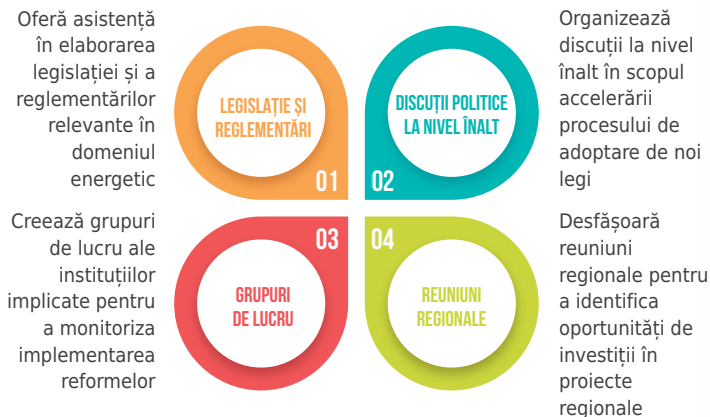 Oferă asistență
în elaborarea
legislației și a
reglementărilor
relevante în
domeniul
energetic
LEGISLAȚIE ȘI
REGLEMENTĂRI
01
DISCUȚII POLITICE
LA NIVEL ÎNALT
02
Organizează
discuții la nivel
înalt în scopul
accelerării
procesului de
adoptare de noi
legi
Creează grupuri
de lucru ale
instituțiilor
implicate pentru
a monitoriza
implementarea
reformelor
03
GRUPURI
DE LUCRU
04
REUNIUNI
REGIONALE
Desfășoară
reuniuni
regionale pentru
a identifica
oportunități de
investiții în
proiecte
regionale